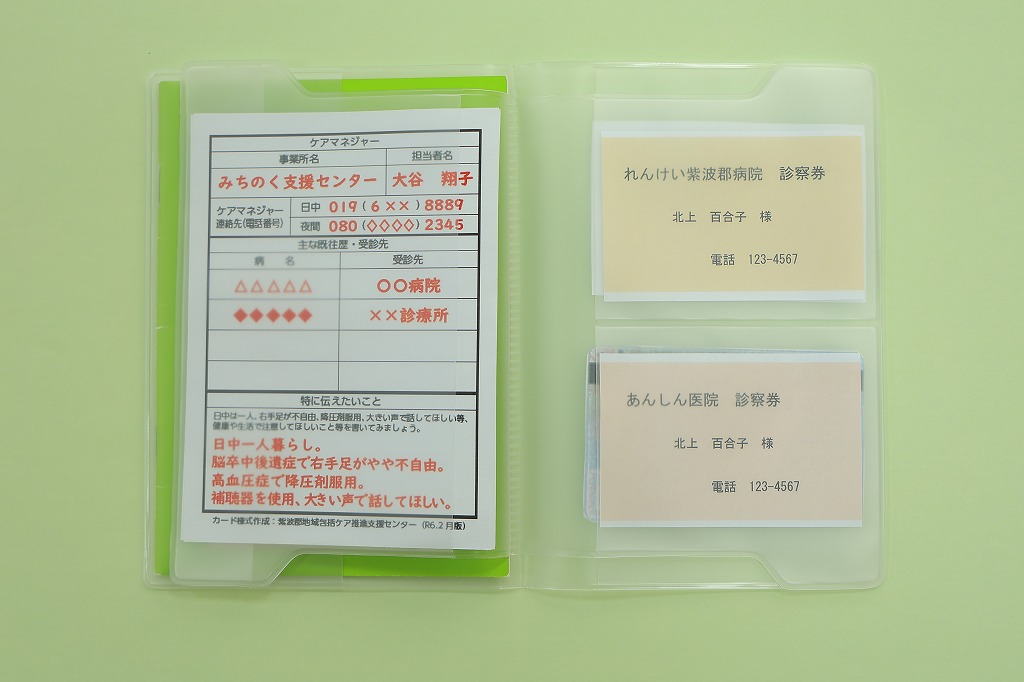 ケアマネジャー
事業所名 担当者名
みちのく支援センター 大谷 翔子
ケアマネジャー
連絡先(電話番号)
日中 019 ( 6 ×× ) 8889
夜間 080 (◇◇◇◇) 2345
主な既往歴・受診先
病 名 受診先
△△△△△ 〇〇病院
◆◆◆◆◆ ××診療所
特に伝えたいこと
日中は一人、右手足が不自由、降圧剤服用、大きい声で話してほしい等、
健康や生活で注意してほしいこと等を書いてみましょう。
日中一人暮らし。
脳卒中後遺症で右手足がやや不自由。
高血圧症で降圧剤服用。
補聴器を使用、大きい声で話してほしい。
カード様式作成:紫波郡地域包括ケア推進支援センター (R6.2月版)
れんけい紫波郡病院 診察券
北上 百合子 様
電話 123-4567
あんしん医院 診察券
北上 百合子 様
電話 123-4567